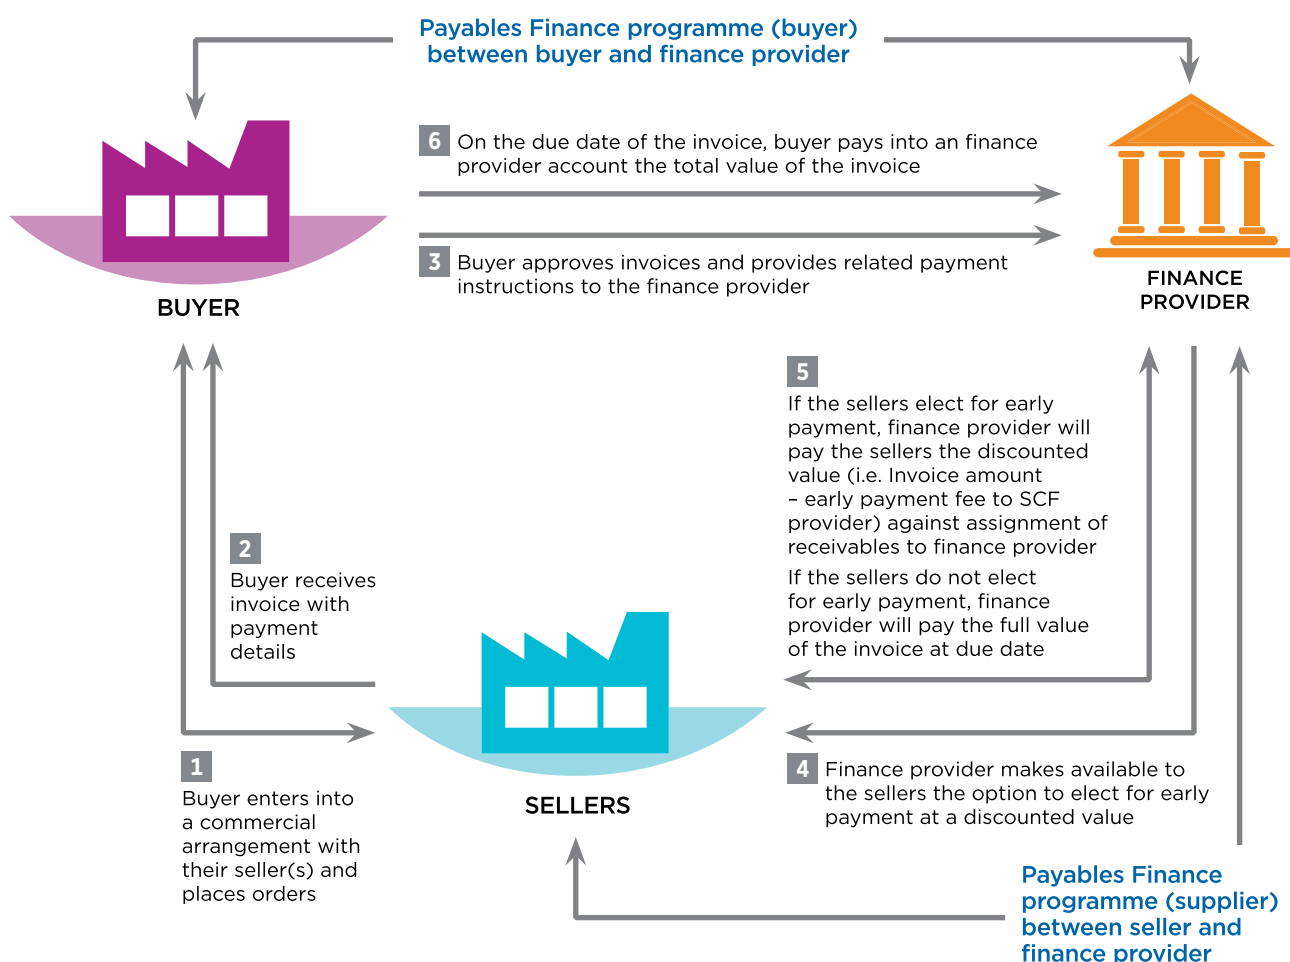 Payables Finance programme (buyer)
between buyer and finance provider
6
On the due date of the invoice, buyer pays into an finance
provider account the total value of the invoice
3
Buyer approves invoices and provides related payment
instructions to the finance provider
BUYER
FINANCE
PROVIDER
5
If the sellers elect for early
payment, finance provider will
pay the sellers the discounted
value (i.e. Invoice amount
– early payment fee to SCF
provider) against assignment of
receivables to finance provider
If the sellers do not elect
for early payment, finance
provider will pay the full value
of the invoice at due date
2
Buyer receives
invoice with
payment
details
1
Buyer enters into
a commercial
arrangement with
their seller(s) and
places orders
SELLERS
4
Finance provider makes available to
the sellers the option to elect for early
payment at a discounted value
Payables Finance
programme (supplier)
between seller and
finance provider